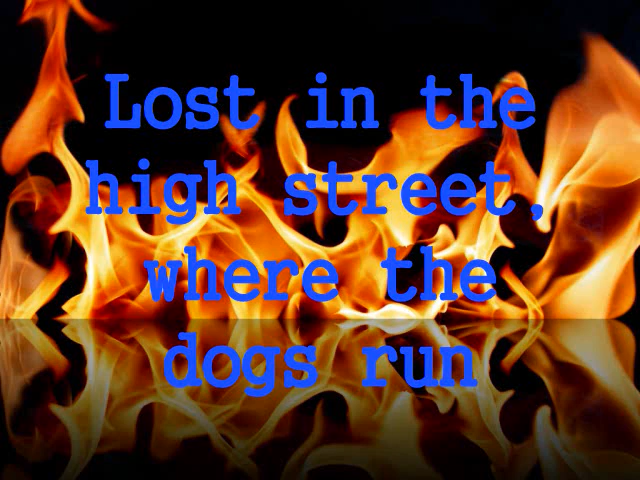 Lost in the
high street,
where the
dogs run